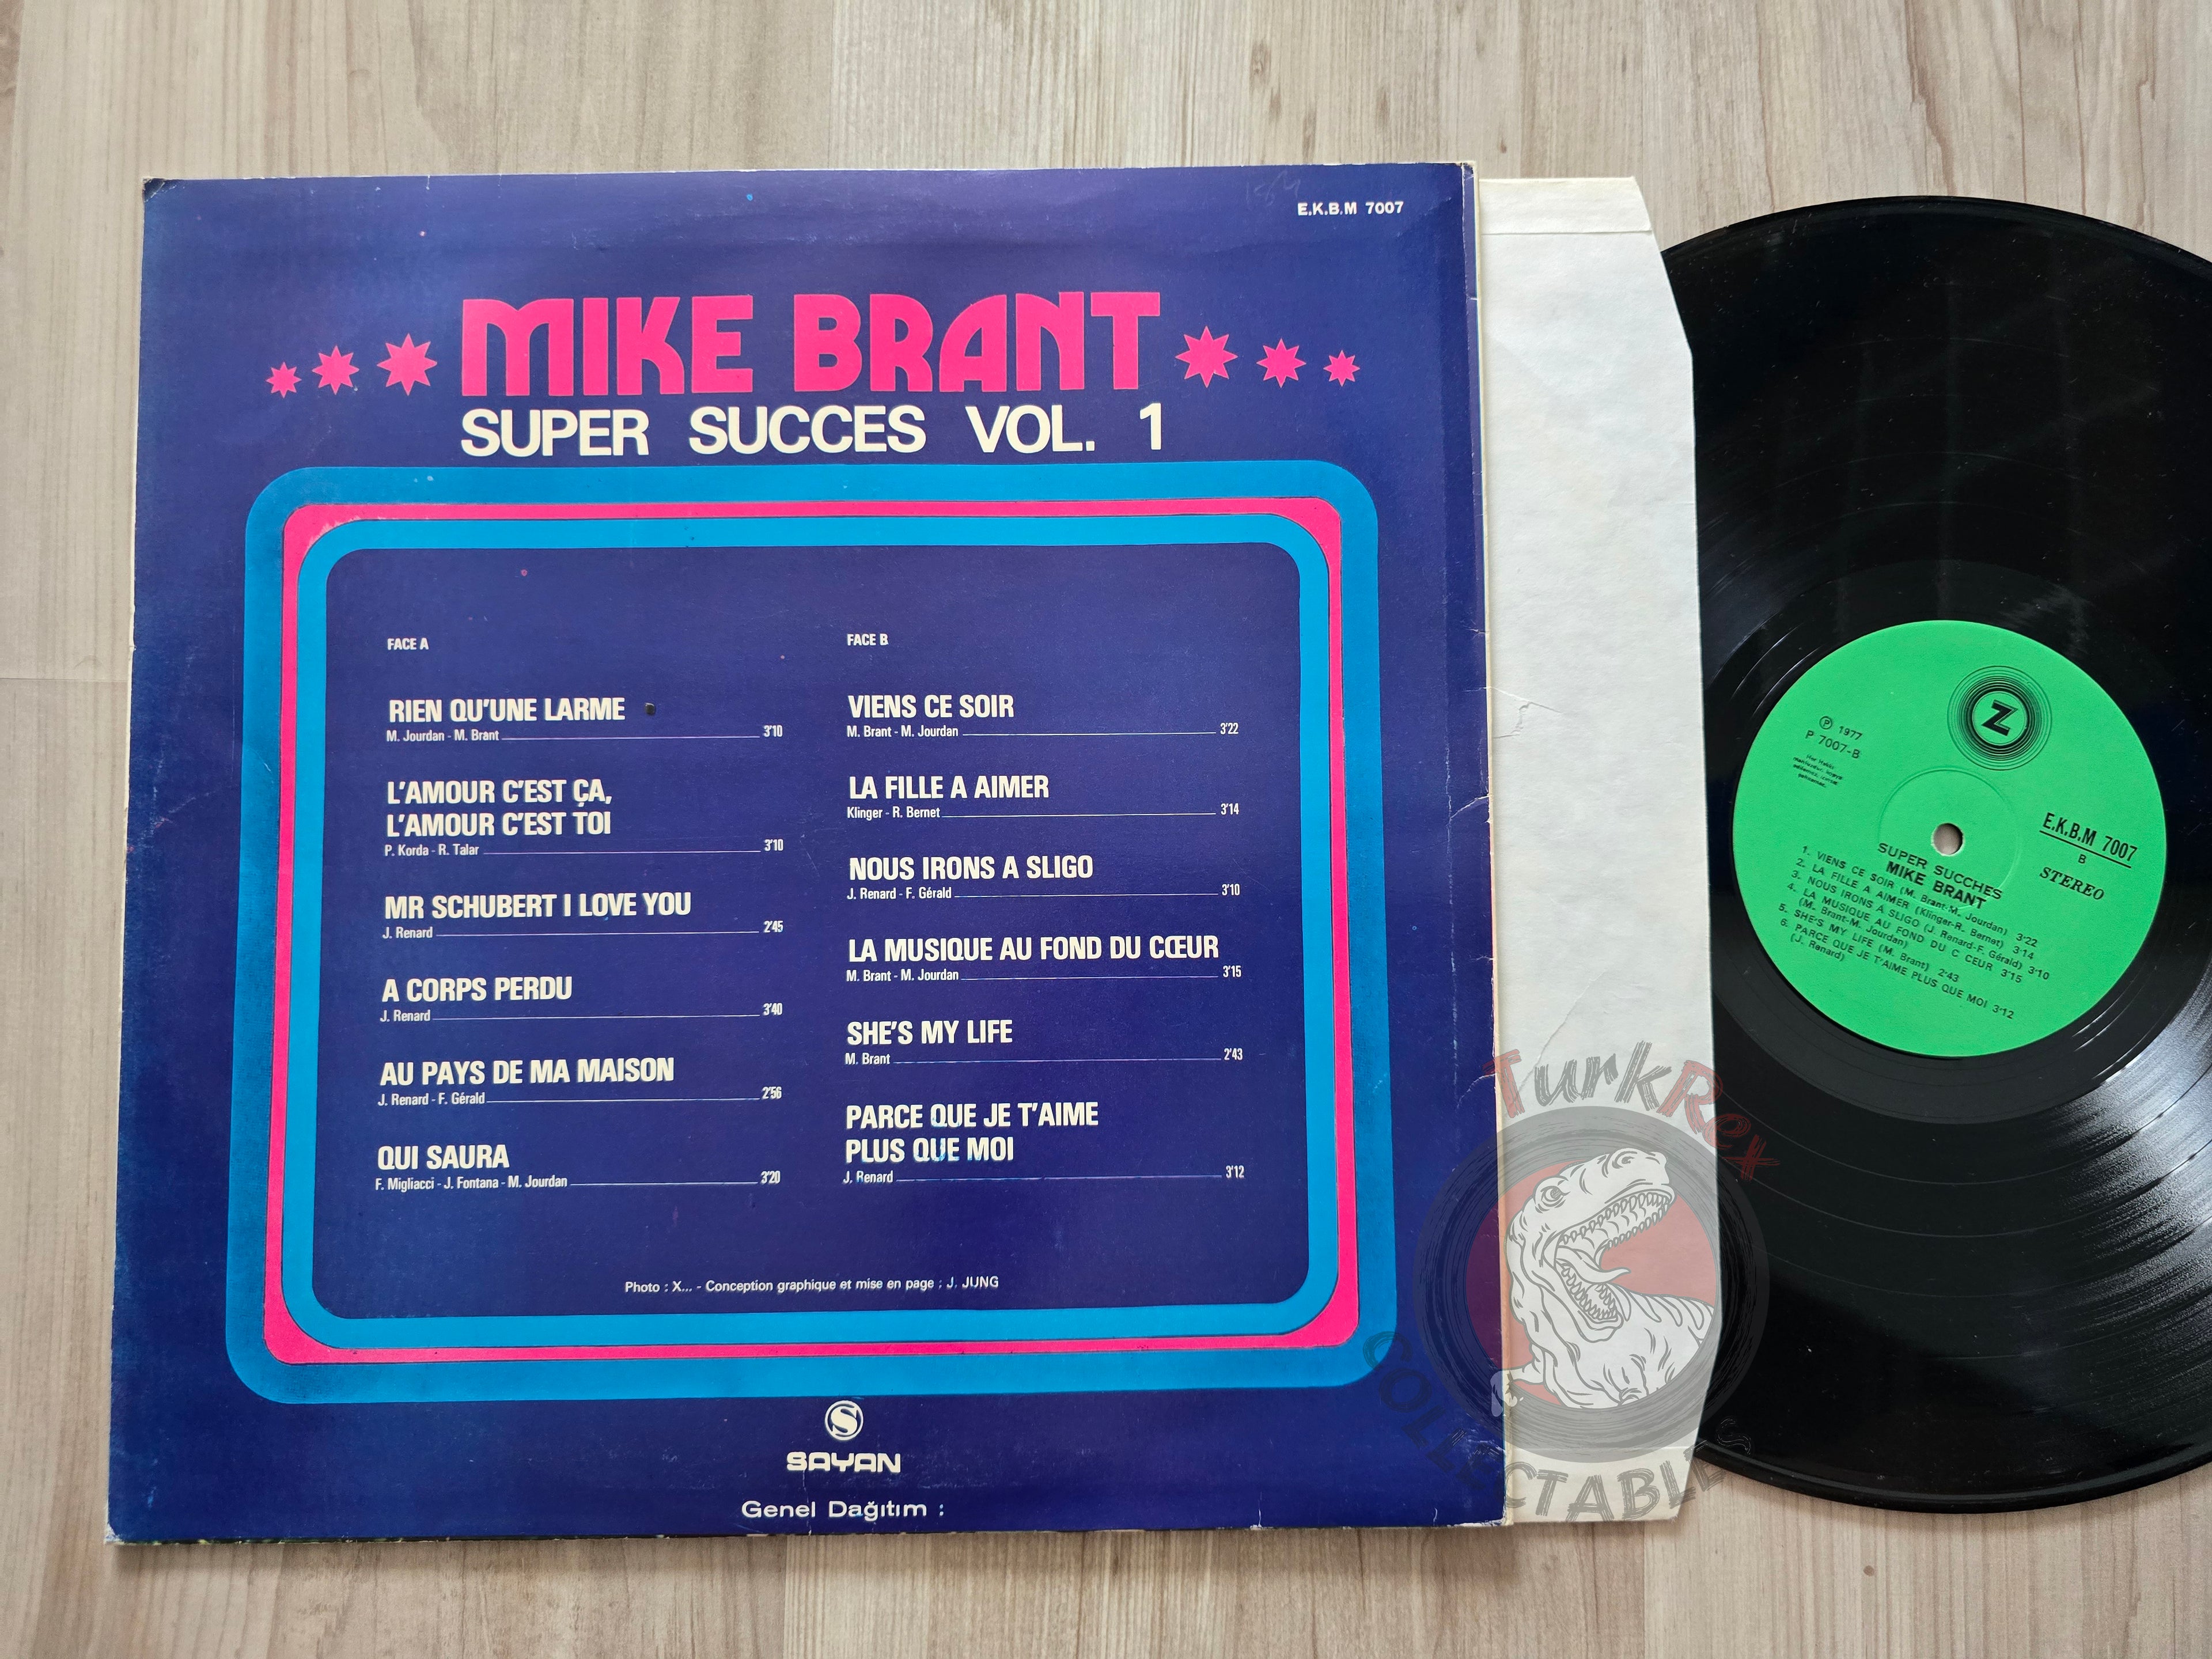 E.K.B.M 7007
MIKE BRANT
SUPER SUCCES VOL. 1
FACE A
RIEN QU'UNE LARME
M. Jourdan - M. Brant 3'10
L'AMOUR C'EST ÇA,
L'AMOUR C'EST TOI
P. Korda - R. Talar 3'10
MR SCHUBERT I LOVE YOU
J. Renard 2'45
A CORPS PERDU
J. Renard 3'40
AU PAYS DE MA MAISON
J. Renard - F. Gérald 2'56
QUI SAURA
F. Migliacci - J. Fontana - M. Jourdan 3'20
FACE B
VIENS CE SOIR
M. Brant - M. Jourdan 3'22
LA FILLE A AIMER
Klinger - R. Bernet 3'14
NOUS IRONS A SLIGO
J. Renard - F. Gérald 3'10
LA MUSIQUE AU FOND DU CŒUR
M. Brant - M. Jourdan 3'15
SHE'S MY LIFE
M. Brant 2'43
PARCE QUE JE T'AIME
PLUS QUE MOI
J. Renard 3'12
Photo : X... - Conception graphique et mise en page : J. JUNG
S
SAYAN
Genel Dağıtım :
Z
℗ 1977
P 7007-B
E.K.B.M 7007
B
STEREO
SUPER SUCCHES
MIKE BRANT
1. VIENS CE SOIR (M. Brant-M. Jourdan) 3'22
2. LA FILLE A AIMER (Klinger-R. Bernet) 3'14
3. NOUS IRONS A SLIGO (J. Renard-F. Gérald) 3'10
4. LA MUSIQUE AU FOND DU C CEUR 3'15
(M. Brant-M. Jourdan)
5. SHE'S MY LIFE (M. Brant) 2'43
6. PARCE QUE JE T'AIME PLUS QUE MOI 3'12
(J. Renard)
TurkRex
COLLECTABLES